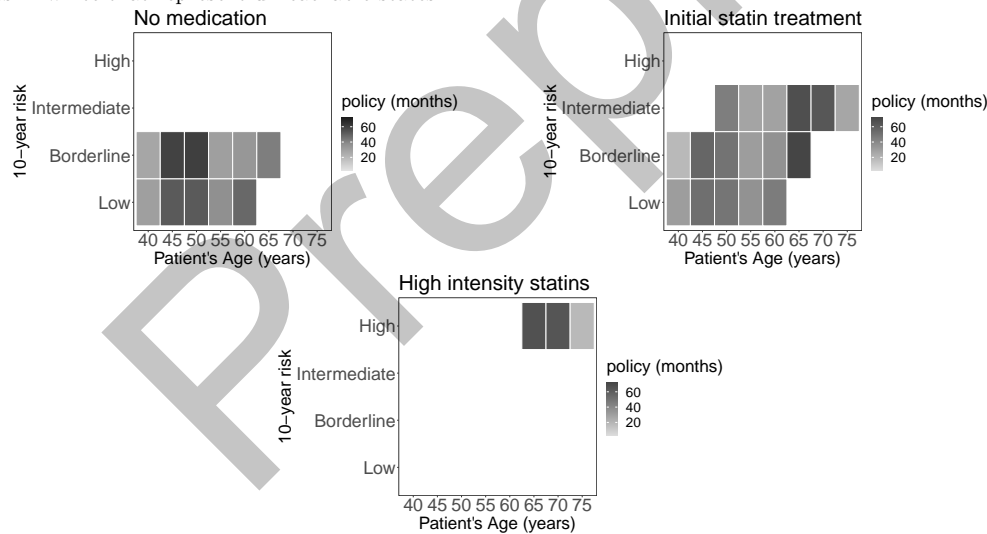 No medication
High
Intermediate
Borderline
Low
10−year risk
40 45 50 55 60 65 70 75
Patient's Age (years)
policy (months)
60
40
20
Initial statin treatment
High
Intermediate
Borderline
Low
10−year risk
40 45 50 55 60 65 70 75
Patient's Age (years)
policy (months)
60
40
20
High intensity statins
High
Intermediate
Borderline
Low
10−year risk
40 45 50 55 60 65 70 75
Patient's Age (years)
policy (months)
60
40
20
Prep